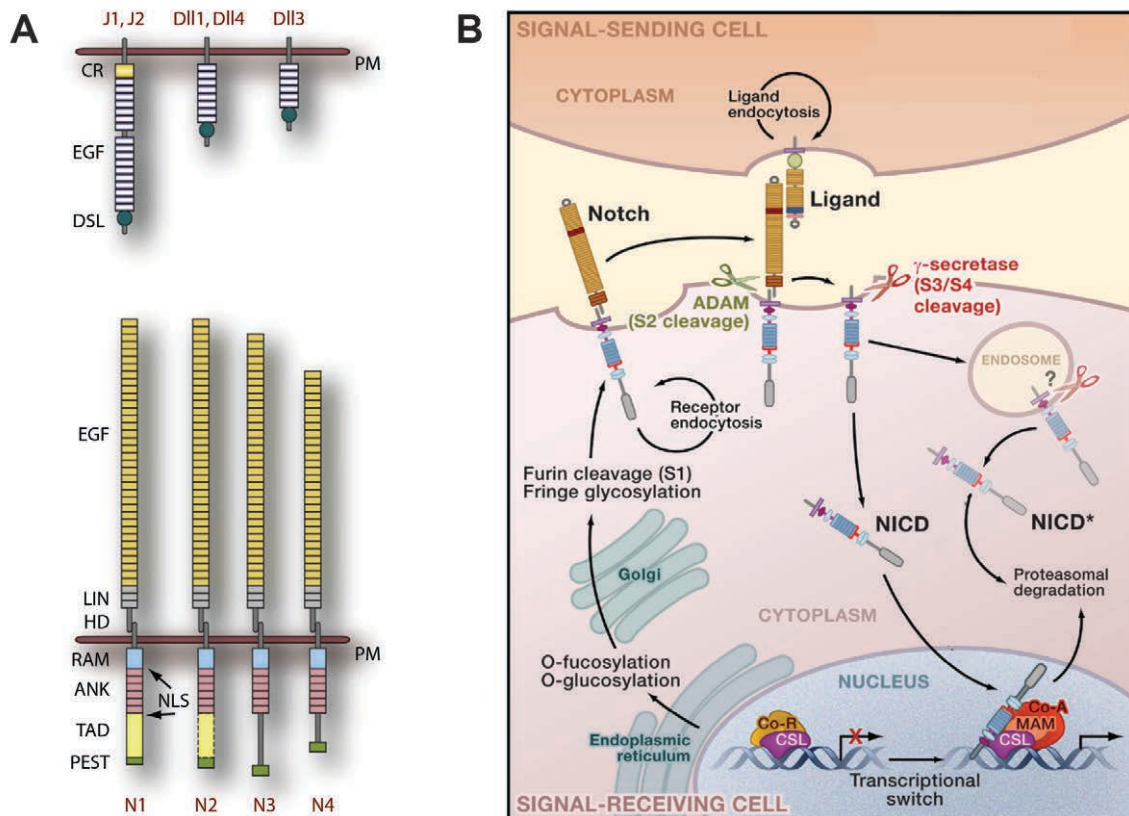 A
J1, J2 Dll1, Dll4 Dll3
PM
CR
EGF
DSL
EGF
LIN
HD
PM
RAM
NLS
ANK
TAD
PEST
N1 N2 N3 N4
B
SIGNAL-SENDING CELL
CYTOPLASM
Ligand
endocytosis
Notch
Ligand
γ-secretase
(S3/S4
cleavage)
ADAM
(S2 cleavage)
ENDOSOME
?
Receptor
endocytosis
Furin cleavage (S1)
Fringe glycosylation
NICD
NICD*
Golgi
Proteasomal
degradation
CYTOPLASM
O-fucosylation
O-glucosylation
NUCLEUS
Endoplasmic
reticulum
Co-R
CSL
X
Co-A
MAM
CSL
Transcriptional
switch
SIGNAL-RECEIVING CELL